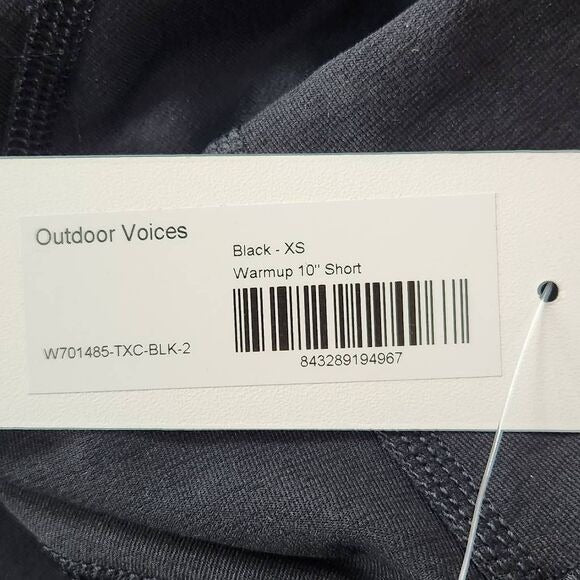 Outdoor Voices
Black - XS
Warmup 10" Short
W701485-TXC-BLK-2
843289194967